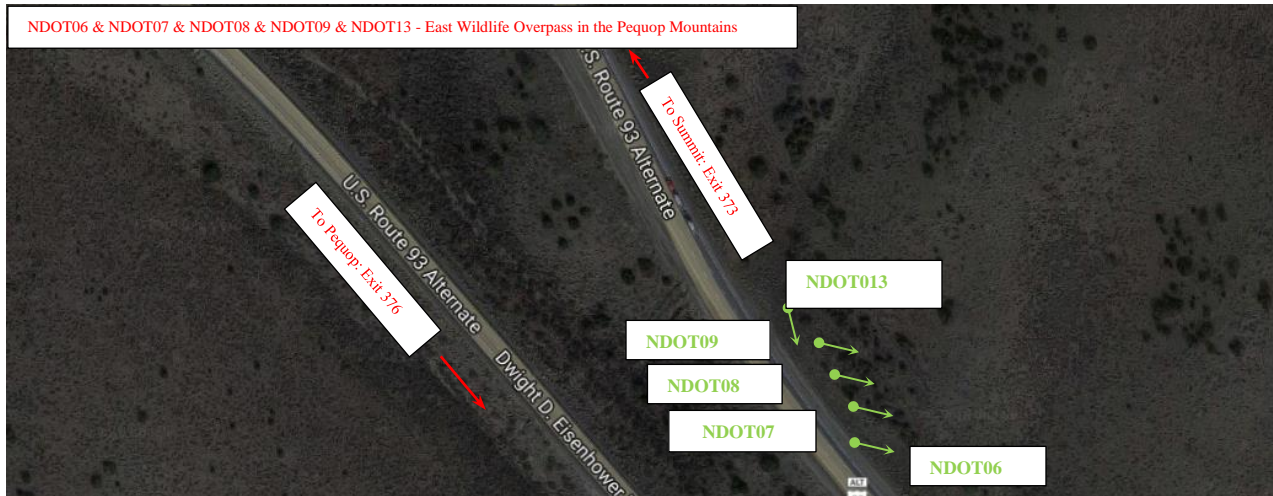 NDOT06 & NDOT07 & NDOT08 & NDOT09 & NDOT13 - East Wildlife Overpass in the Pequop Mountains
U.S. Route 93 Alternate
.S. Route 93 Alternate
To Summit: Exit 373
To Pequop: Exit 376
Dwight D. Eisenhower
NDOT013
NDOT09
NDOT08
NDOT07
NDOT06
ALT